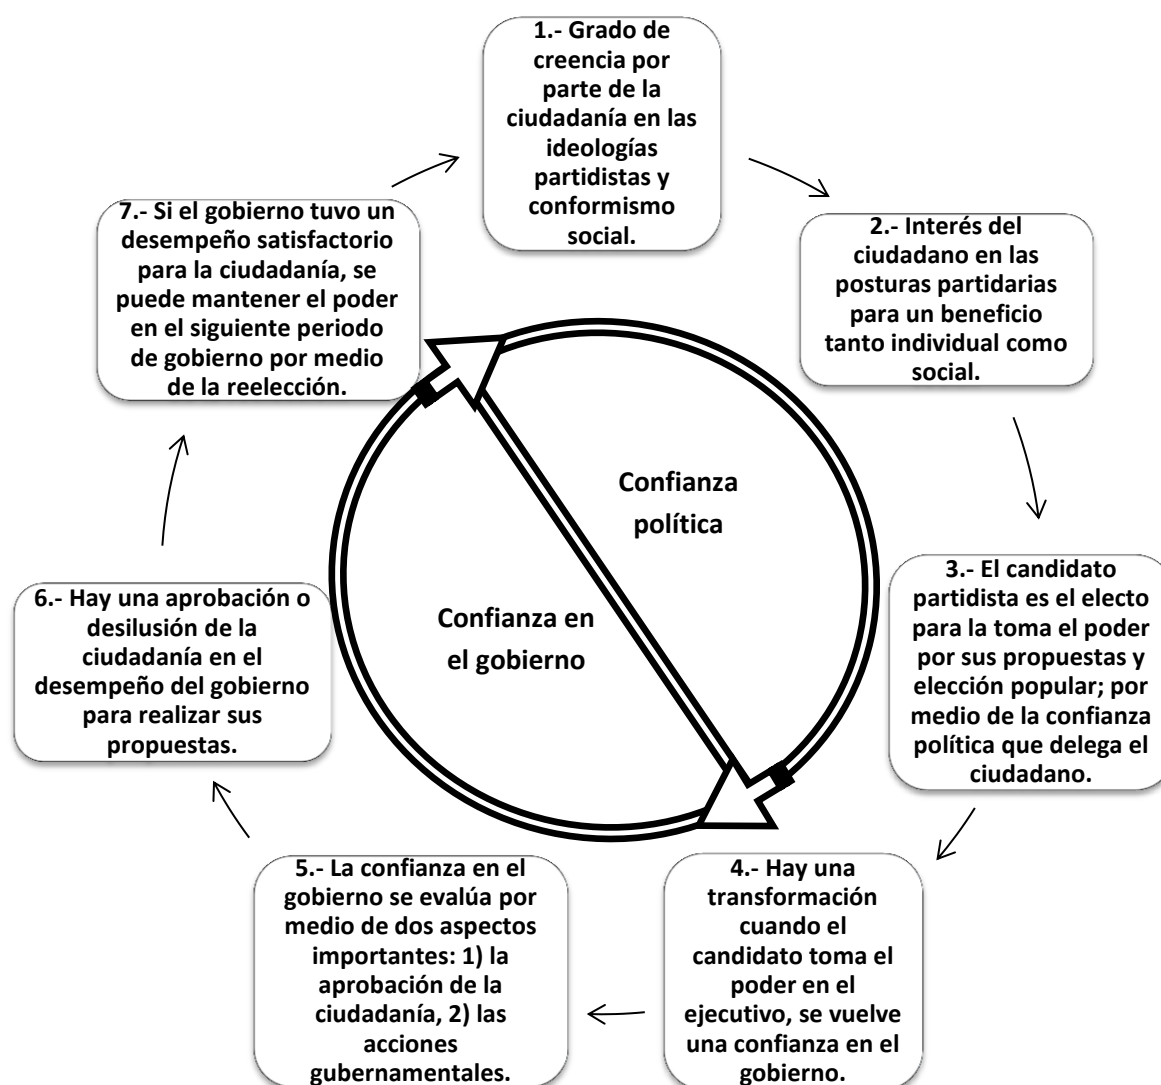 1.- Grado de
creencia por
parte de la
ciudadanía en las
ideologías
partidistas y
conformismo
social.
2.- Interés del
ciudadano en las
posturas partidarias
para un beneficio
tanto individual como
social.
3.- El candidato
partidista es el electo
para la toma el poder
por sus propuestas y
elección popular; por
medio de la confianza
política que delega el
ciudadano.
4.- Hay una
transformación
cuando el
candidato toma el
poder en el
ejecutivo, se vuelve
una confianza en el
gobierno.
5.- La confianza en el
gobierno se evalúa por
medio de dos aspectos
importantes: 1) la
aprobación de la
ciudadanía, 2) las
acciones
gubernamentales.
6.- Hay una aprobación o
desilusión de la
ciudadanía en el
desempeño del gobierno
para realizar sus
propuestas.
7.- Si el gobierno tuvo un
desempeño satisfactorio
para la ciudadanía, se
puede mantener el poder
en el siguiente periodo
de gobierno por medio
de la reelección.
Confianza
política
Confianza en
el gobierno